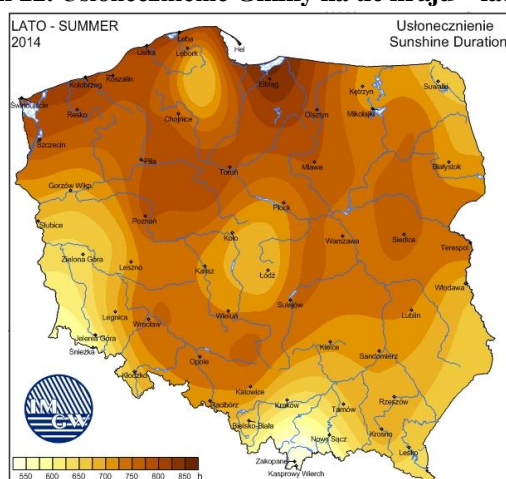 LATO - SUMMER
2014
Usłonecznienie
Sunshine Duration
Łeba
Hel
Ustka
Lębork
Koszalin
Kołobrzeg
Elbląg
Suwałki
Kętrzyn
Świnoujście
Resko
Chojnice
Olsztyn
Mikołajki
Szczecin
Piła
Toruń
Mława
Białystok
Gorzów Wlkp.
Płock
Słubice
Poznań
Koło
Warszawa
Siedlce
Terespol
Zielona Góra
Leszno
Kalisz
Łódź
Włodawa
Sulejów
Legnica
Wrocław
Wieluń
Lublin
Jelenia Góra
Śnieżka
Kielce
Sandomierz
Opole
Kłodzko
Katowice
Racibórz
Kraków
Tarnów
Rzeszów
Bielsko-Biała
Nowy Sącz
Krosno
Lesko
Zakopane
Kasprowy Wierch
IM
GW
550 600 650 700 750 800 850 h